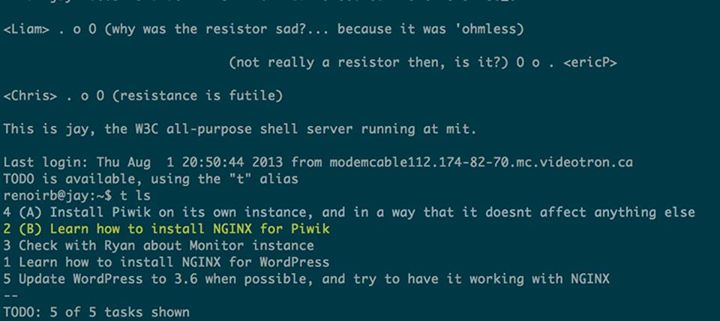 <Liam> . o O (why was the resistor sad?... because it was 'ohmless)
(not really a resistor then, is it?) O o . <ericP>
<Chris> . o O (resistance is futile)
This is jay, the W3C all-purpose shell server running at mit.
Last login: Thu Aug  1 20:50:44 2013 from modemcable112.174-82-70.mc.videotron.ca
TODO is available, using the "t" alias
renoirb@jay:~$ t ls
4 (A) Install Piwik on its own instance, and in a way that it doesnt affect anything else
2 (B) Learn how to install NGINX for Piwik
3 Check with Ryan about Monitor instance
1 Learn how to install NGINX for WordPress
5 Update WordPress to 3.6 when possible, and try to have it working with NGINX
--
TODO: 5 of 5 tasks shown